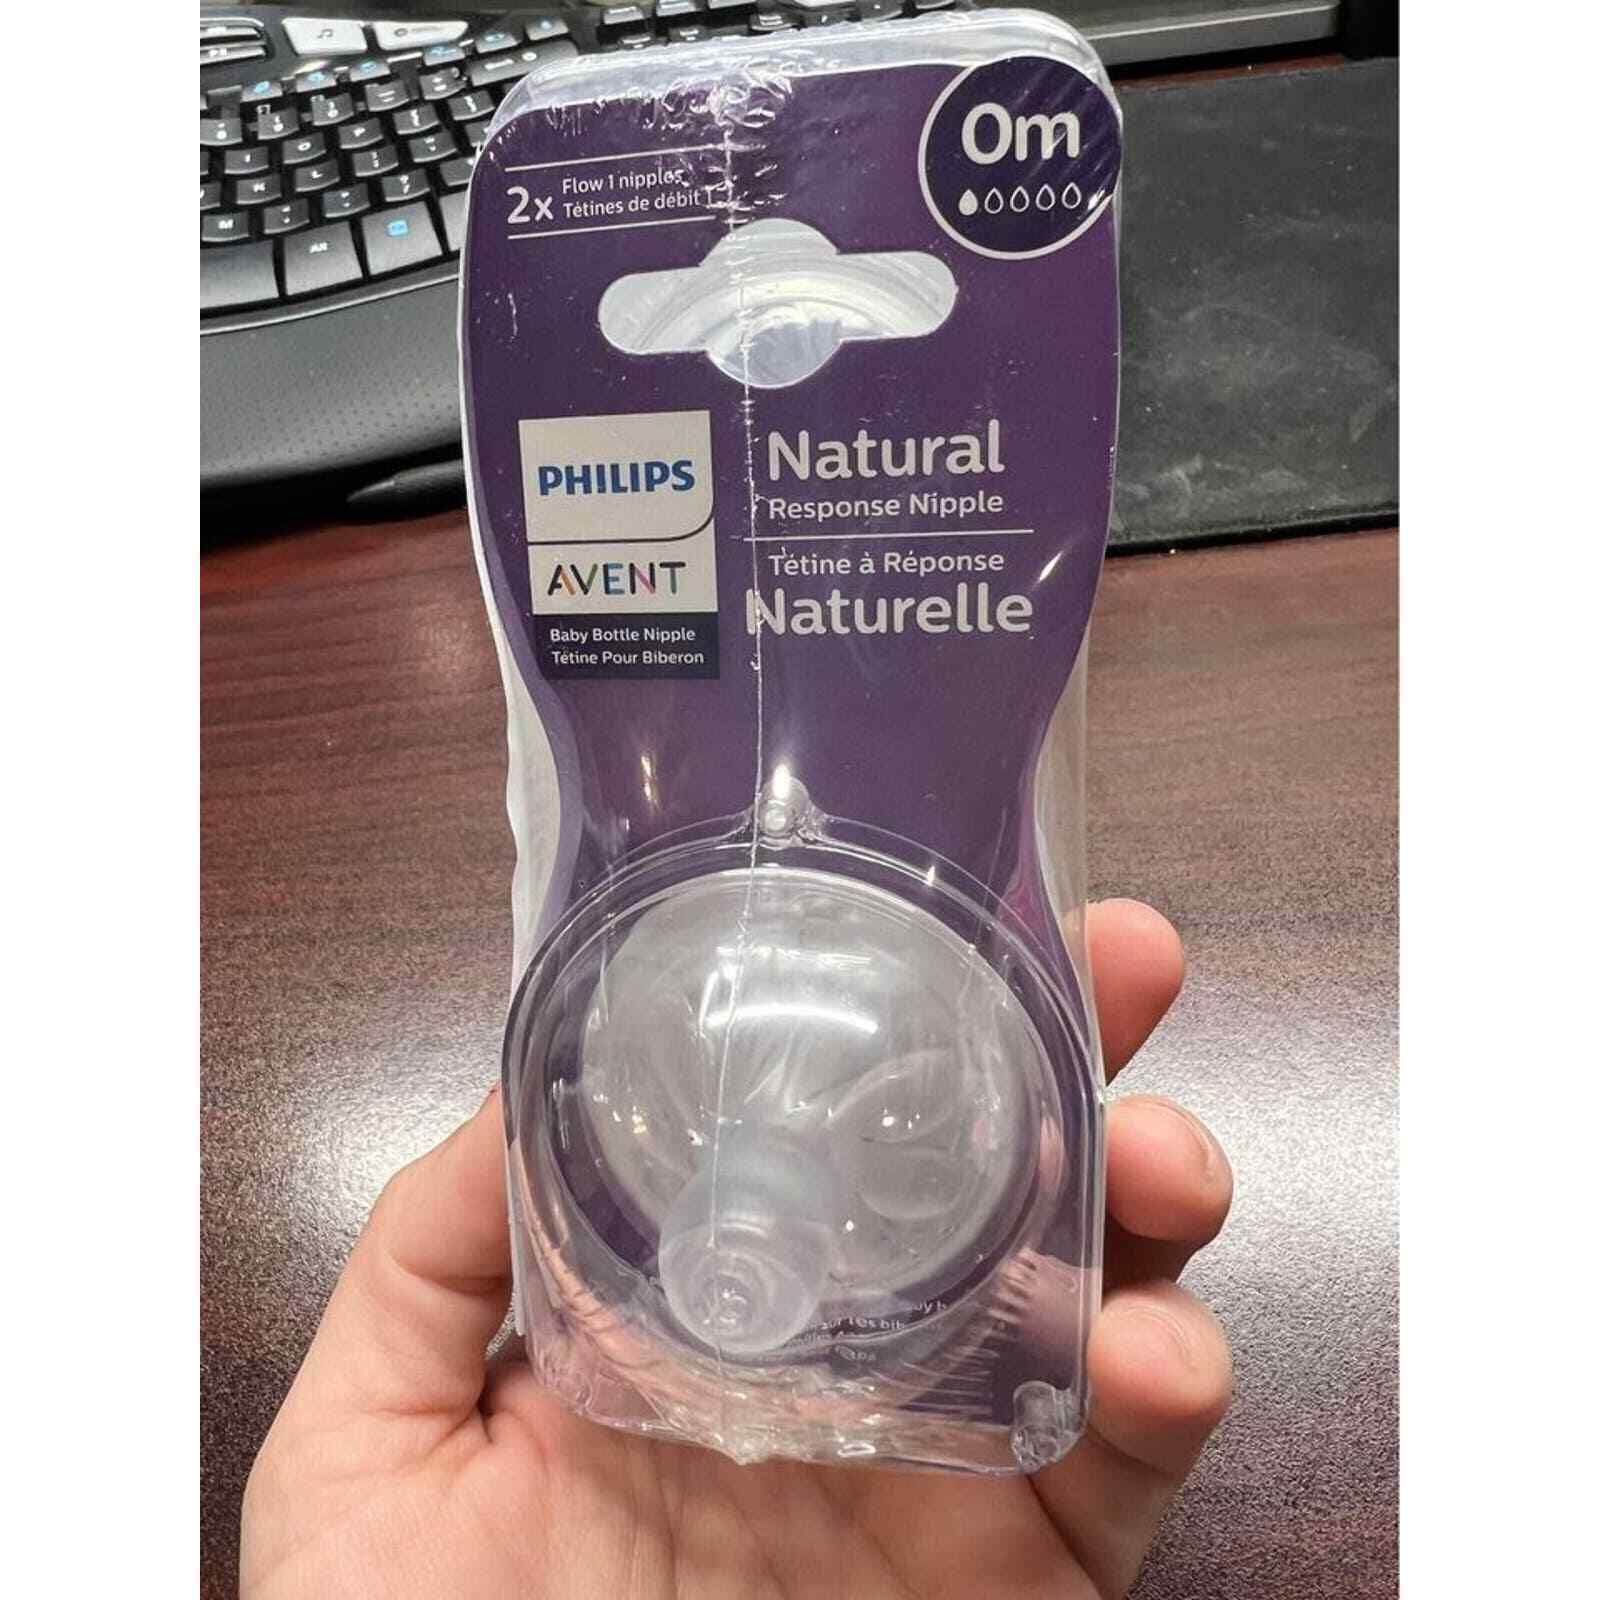 0m
2x
Flow 1 nipples
Tétines de débit 1
PHILIPS
AVENT
Baby Bottle Nipple
Tétine Pour Biberon
Natural
Response Nipple
Tétine à Réponse
Naturelle
Alt